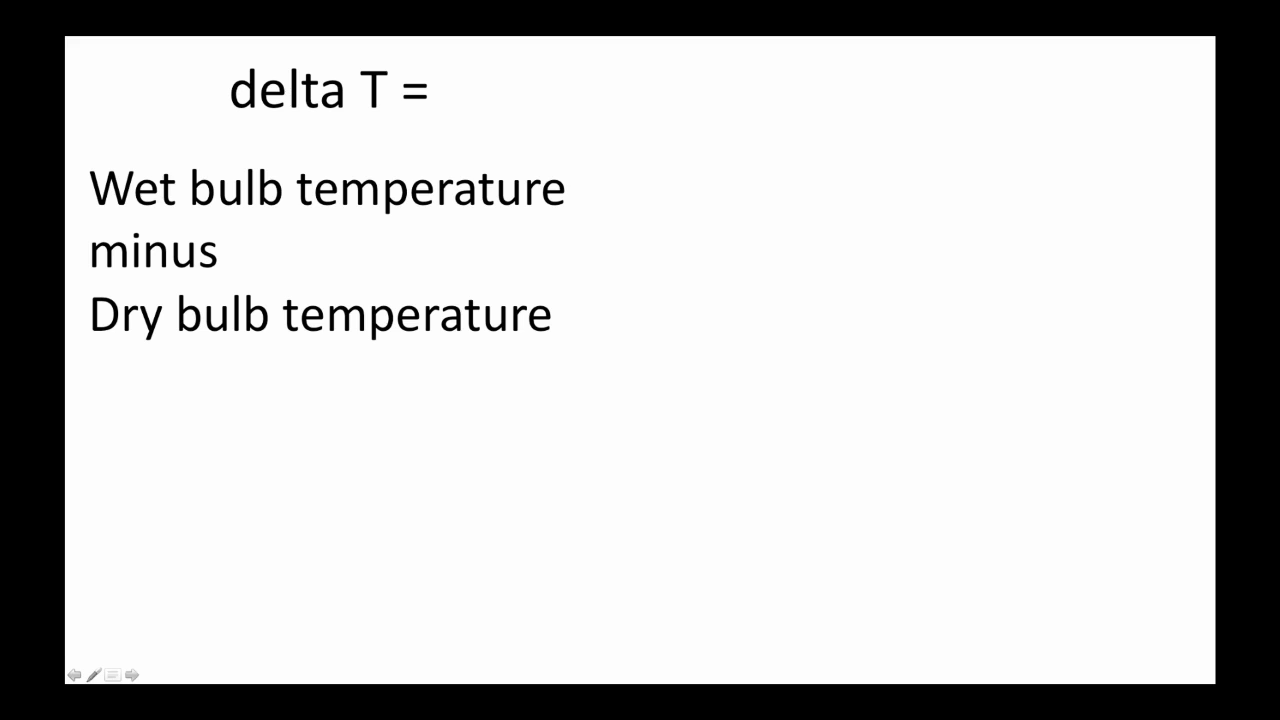 delta T =
Wet bulb temperature
minus
Dry bulb temperature